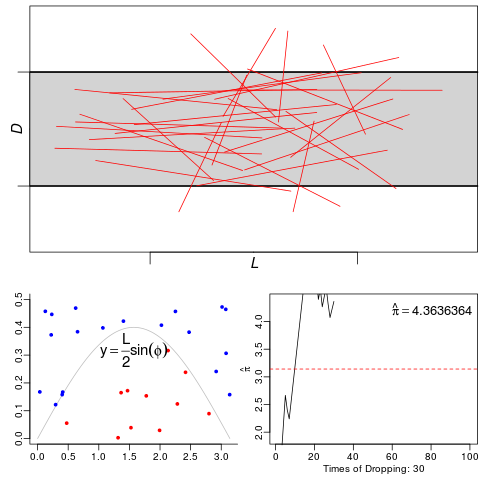 D
L
0.0 0.1 0.2 0.3 0.4 0.5
y = L/2 sin(ϕ)
0.0 0.5 1.0 1.5 2.0 2.5 3.0
2.0 2.5 3.0 3.5 4.0
π̂
π̂ = 4.3636364
0 20 40 60 80 100
Times of Dropping: 30